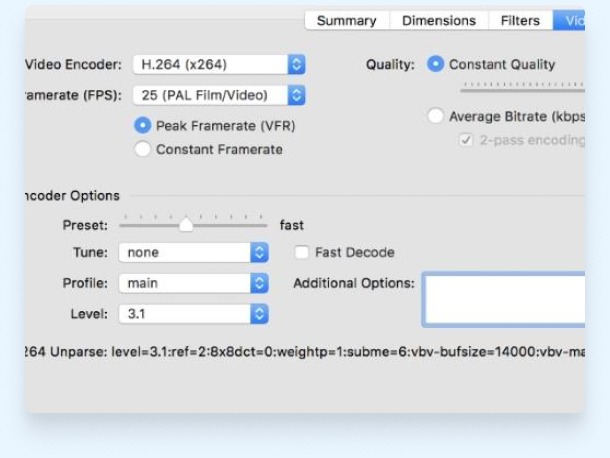 Summary Dimensions Filters Vid
Video Encoder: H.264 (x264) Quality: Constant Quality
ramerate (FPS): 25 (PAL Film/Video)
Peak Framerate (VFR) Average Bitrate (kbps
Constant Framerate 2-pass encoding
ncoder Options
Preset: fast
Tune: none Fast Decode
Profile: main Additional Options:
Level: 3.1
264 Unparse: level=3.1:ref=2:8x8dct=0:weightp=1:subme=6:vbv-bufsize=14000:vbv-ma